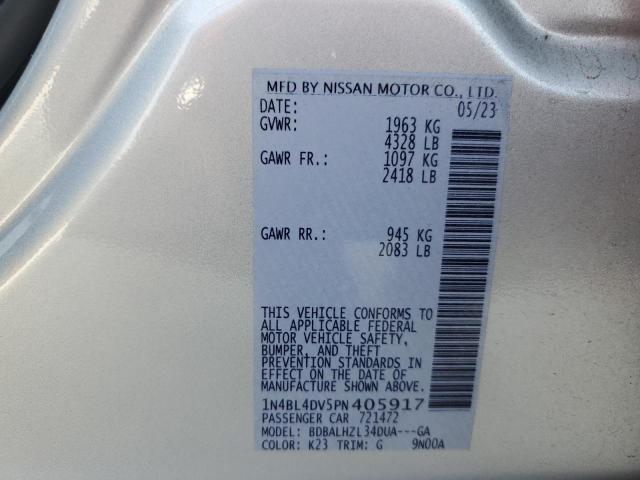 MFD BY NISSAN MOTOR CO., LTD.
DATE: 05/23
GVWR: 1963 KG
4328 LB
GAWR FR.: 1097 KG
2418 LB
GAWR RR.: 945 KG
2083 LB
THIS VEHICLE CONFORMS TO
ALL APPLICABLE FEDERAL
MOTOR VEHICLE SAFETY,
BUMPER, AND THEFT
PREVENTION STANDARDS IN
EFFECT ON THE DATE OF
MANUFACTURE SHOWN ABOVE.
1N4BL4DV5PN405917
PASSENGER CAR 721472
MODEL: BDBALHZL34DUA---GA
COLOR: K23 TRIM: G 9N00A